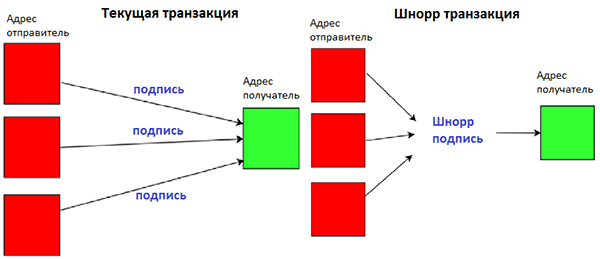 Текущая транзакция
Адрес
отправитель
подпись
подпись
подпись
Адрес
получатель
Шнорр транзакция
Адрес
отправитель
Шнорр
подпись
Адрес
получатель